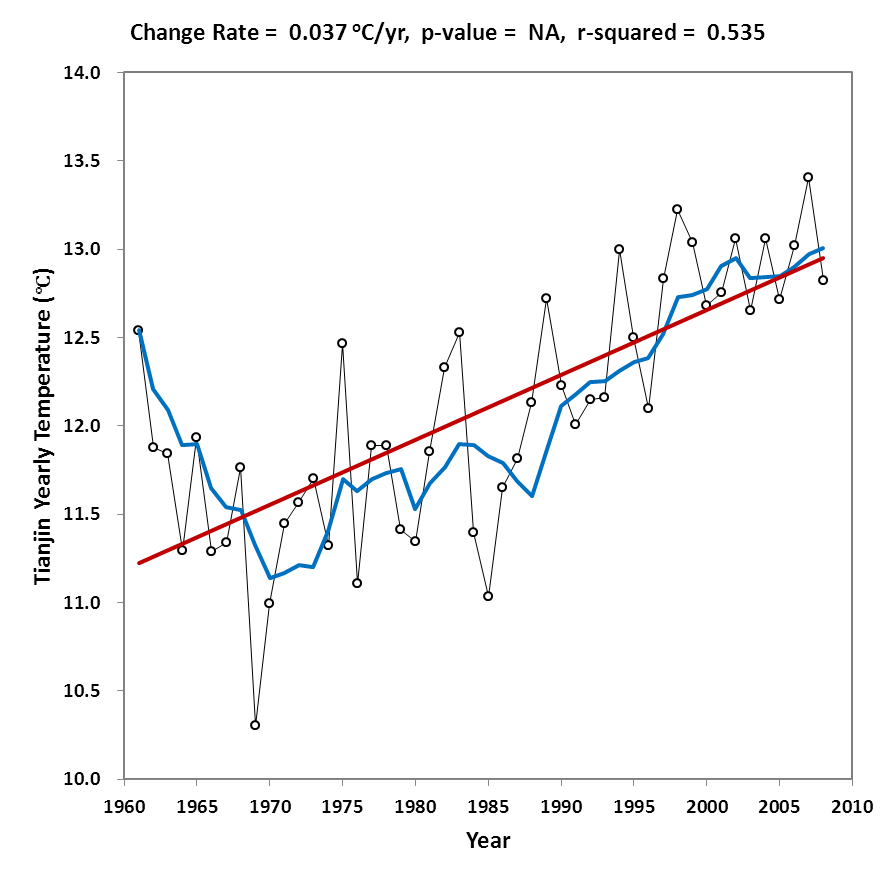 Change Rate = 0.037 °C/yr, p-value = NA, r-squared = 0.535
14.0
13.5
13.0
12.5
12.0
11.5
11.0
10.5
10.0
Tianjin Yearly Temperature (℃)
1960 1965 1970 1975 1980 1985 1990 1995 2000 2005 2010
Year